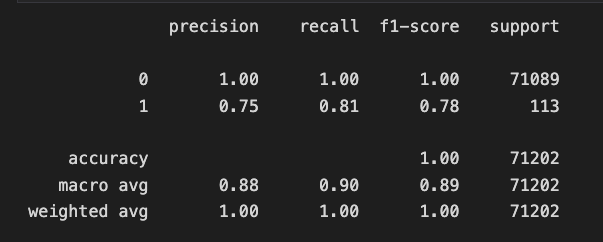 precision recall f1-score support
0 1.00 1.00 1.00 71089
1 0.75 0.81 0.78 113
accuracy 1.00 71202
macro avg 0.88 0.90 0.89 71202
weighted avg 1.00 1.00 1.00 71202